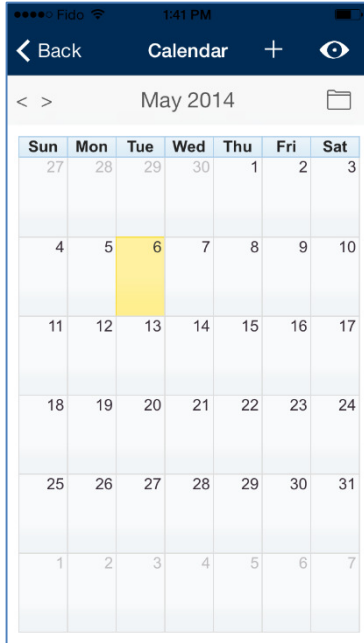 Fido 1:41 PM
Back Calendar +
< > May 2014
Sun Mon Tue Wed Thu Fri Sat
27 28 29 30 1 2 3
4 5 6 7 8 9 10
11 12 13 14 15 16 17
18 19 20 21 22 23 24
25 26 27 28 29 30 31
1 2 3 4 5 6 7